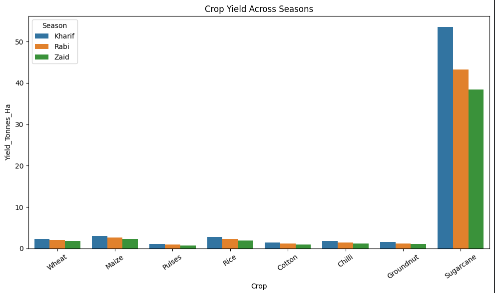 Crop Yield Across Seasons
Season
Kharif
Rabi
Zaid
Yield_Tonnes_Ha
50
40
30
20
10
0
Wheat
Maize
Pulses
Rice
Cotton
Chilli
Groundnut
Sugarcane
Crop